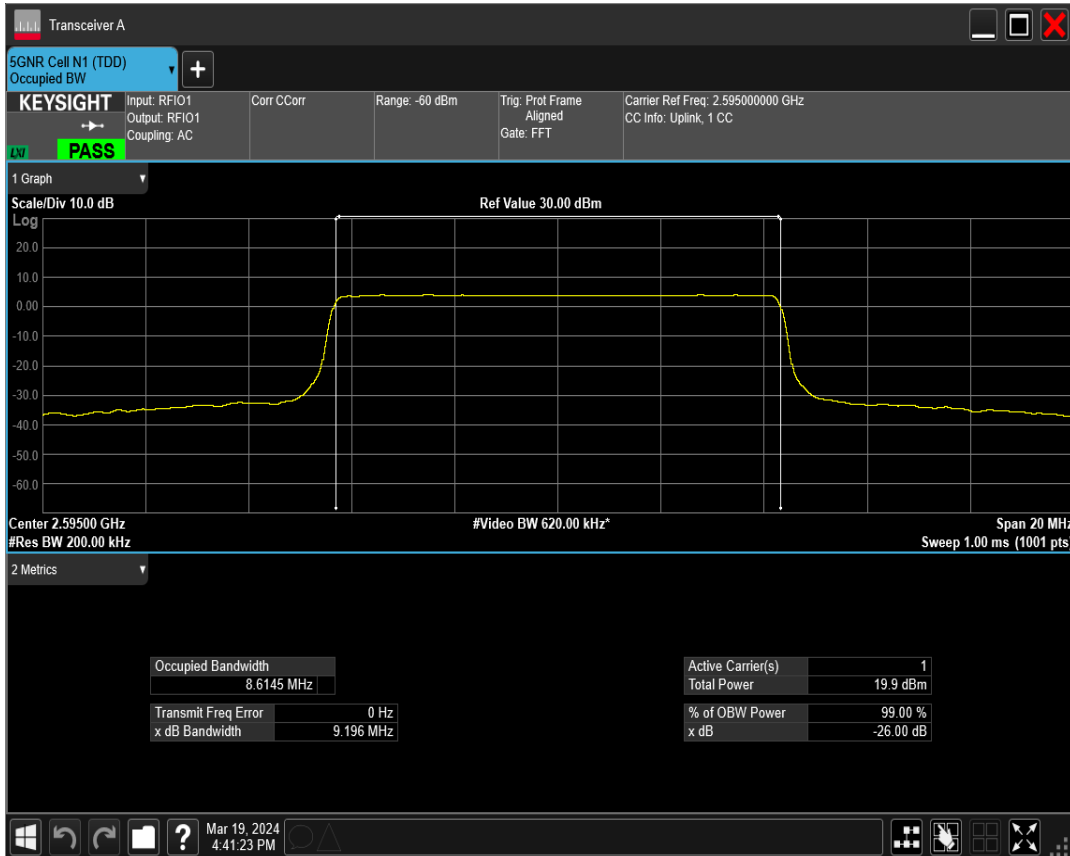 Transceiver A
5GNR Cell N1 (TDD)
Occupied BW
+
KEYSIGHT
LXI
PASS
Input: RFIO1
Output: RFIO1
Coupling: AC
Corr CCorr
Range: -60 dBm
Trig: Prot Frame
Aligned
Gate: FFT
Carrier Ref Freq: 2.595000000 GHz
CC Info: Uplink, 1 CC
1 Graph
Scale/Div 10.0 dB
Ref Value 30.00 dBm
Log
20.0
10.0
0.00
-10.0
-20.0
-30.0
-40.0
-50.0
-60.0
Center 2.59500 GHz
#Video BW 620.00 kHz*
Span 20 MHz
#Res BW 200.00 kHz
Sweep 1.00 ms (1001 pts)
2 Metrics
Occupied Bandwidth
8.6145 MHz
Transmit Freq Error 0 Hz
x dB Bandwidth 9.196 MHz
Active Carrier(s) 1
Total Power 19.9 dBm
% of OBW Power 99.00 %
x dB -26.00 dB
?
Mar 19, 2024
4:41:23 PM